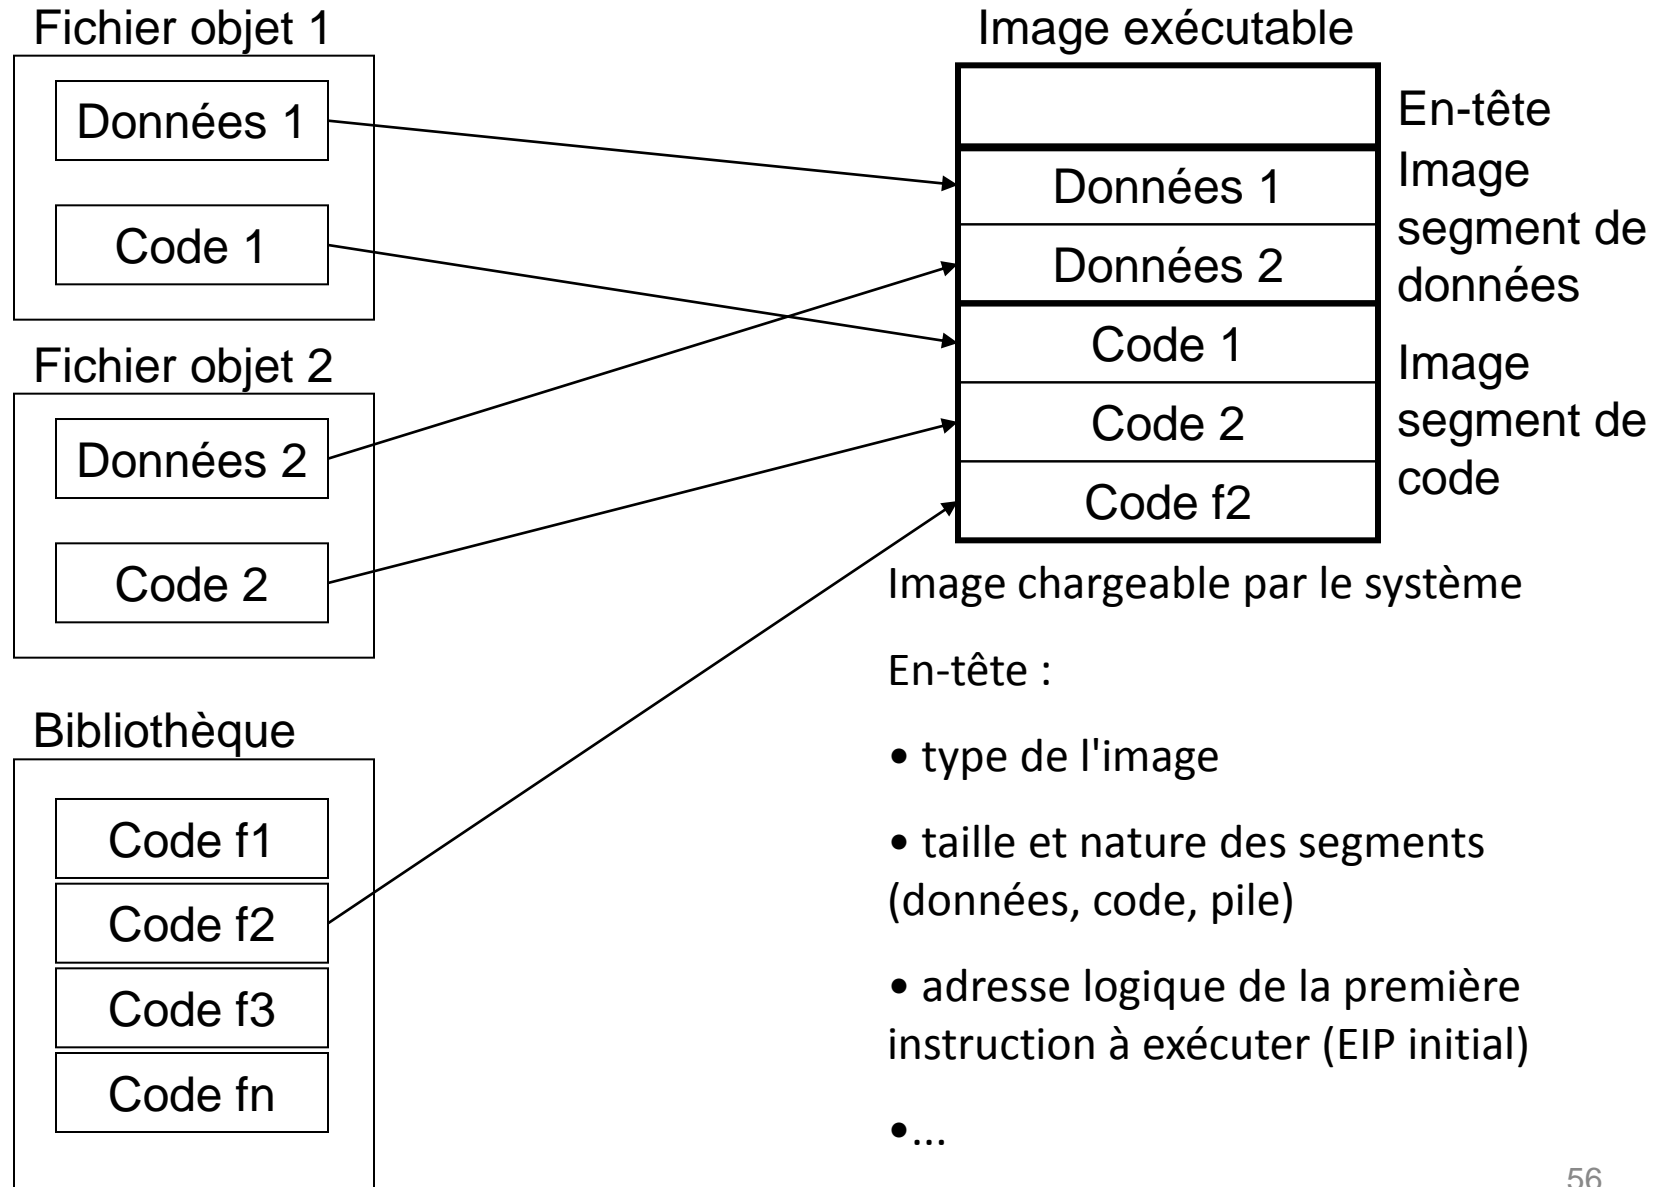 Fichier objet 1
Données 1
Code 1
Fichier objet 2
Données 2
Code 2
Bibliothèque
Code f1
Code f2
Code f3
Code fn
Image exécutable
Données 1
Données 2
Code 1
Code 2
Code f2
En-tête
Image
segment de
données
Image
segment de
code
Image chargeable par le système
En-tête :
• type de l'image
• taille et nature des segments
(données, code, pile)
• adresse logique de la première
instruction à exécuter (EIP initial)
•...
56